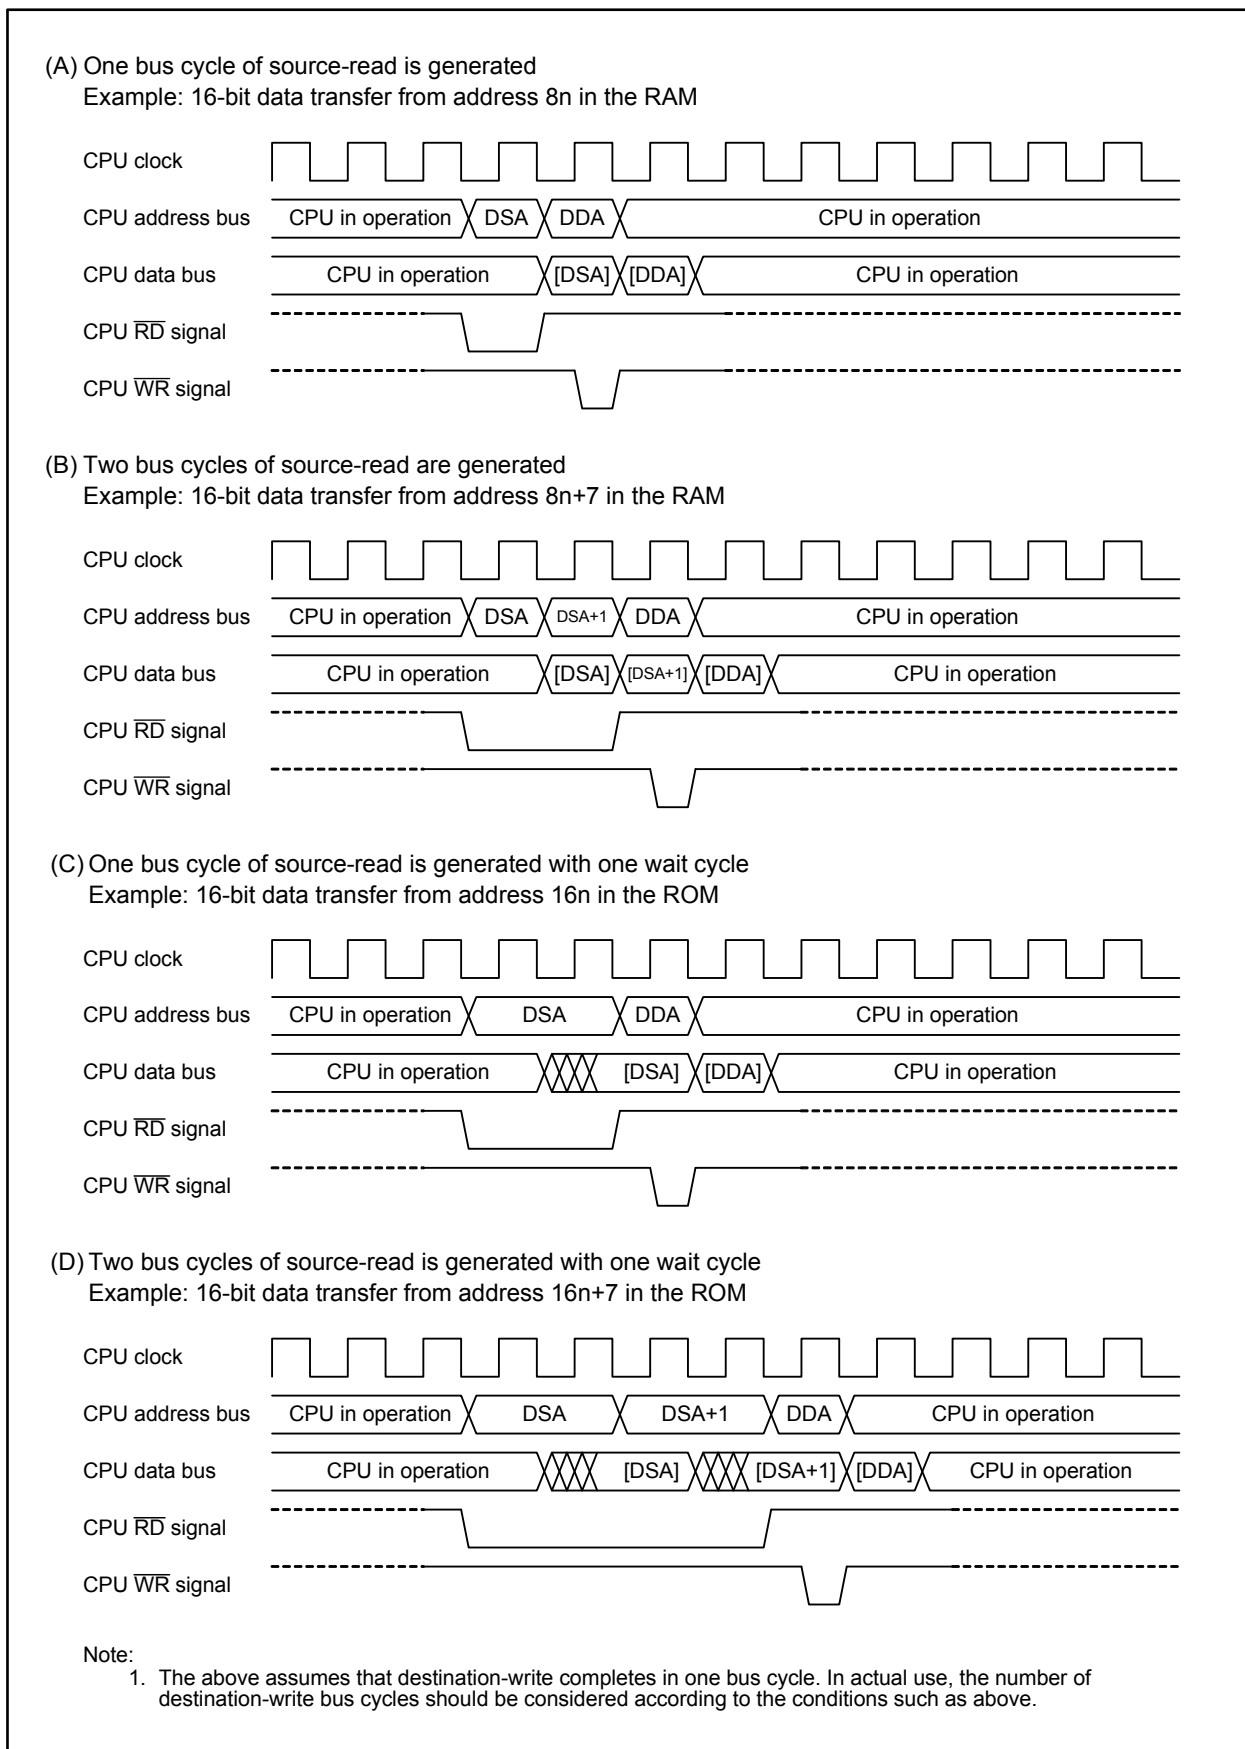 (A) One bus cycle of source-read is generated
Example: 16-bit data transfer from address 8n in the RAM
CPU clock
CPU address bus CPU in operation DSA DDA CPU in operation
CPU data bus CPU in operation [DSA] [DDA] CPU in operation
CPU R̅D̅ signal
CPU W̅R̅ signal
(B) Two bus cycles of source-read are generated
Example: 16-bit data transfer from address 8n+7 in the RAM
CPU clock
CPU address bus CPU in operation DSA DSA+1 DDA CPU in operation
CPU data bus CPU in operation [DSA] [DSA+1] [DDA] CPU in operation
CPU R̅D̅ signal
CPU W̅R̅ signal
(C) One bus cycle of source-read is generated with one wait cycle
Example: 16-bit data transfer from address 16n in the ROM
CPU clock
CPU address bus CPU in operation DSA DDA CPU in operation
CPU data bus CPU in operation [DSA] [DDA] CPU in operation
CPU R̅D̅ signal
CPU W̅R̅ signal
(D) Two bus cycles of source-read is generated with one wait cycle
Example: 16-bit data transfer from address 16n+7 in the ROM
CPU clock
CPU address bus CPU in operation DSA DSA+1 DDA CPU in operation
CPU data bus CPU in operation [DSA] [DSA+1] [DDA] CPU in operation
CPU R̅D̅ signal
CPU W̅R̅ signal
Note:
1. The above assumes that destination-write completes in one bus cycle. In actual use, the number of
destination-write bus cycles should be considered according to the conditions such as above.